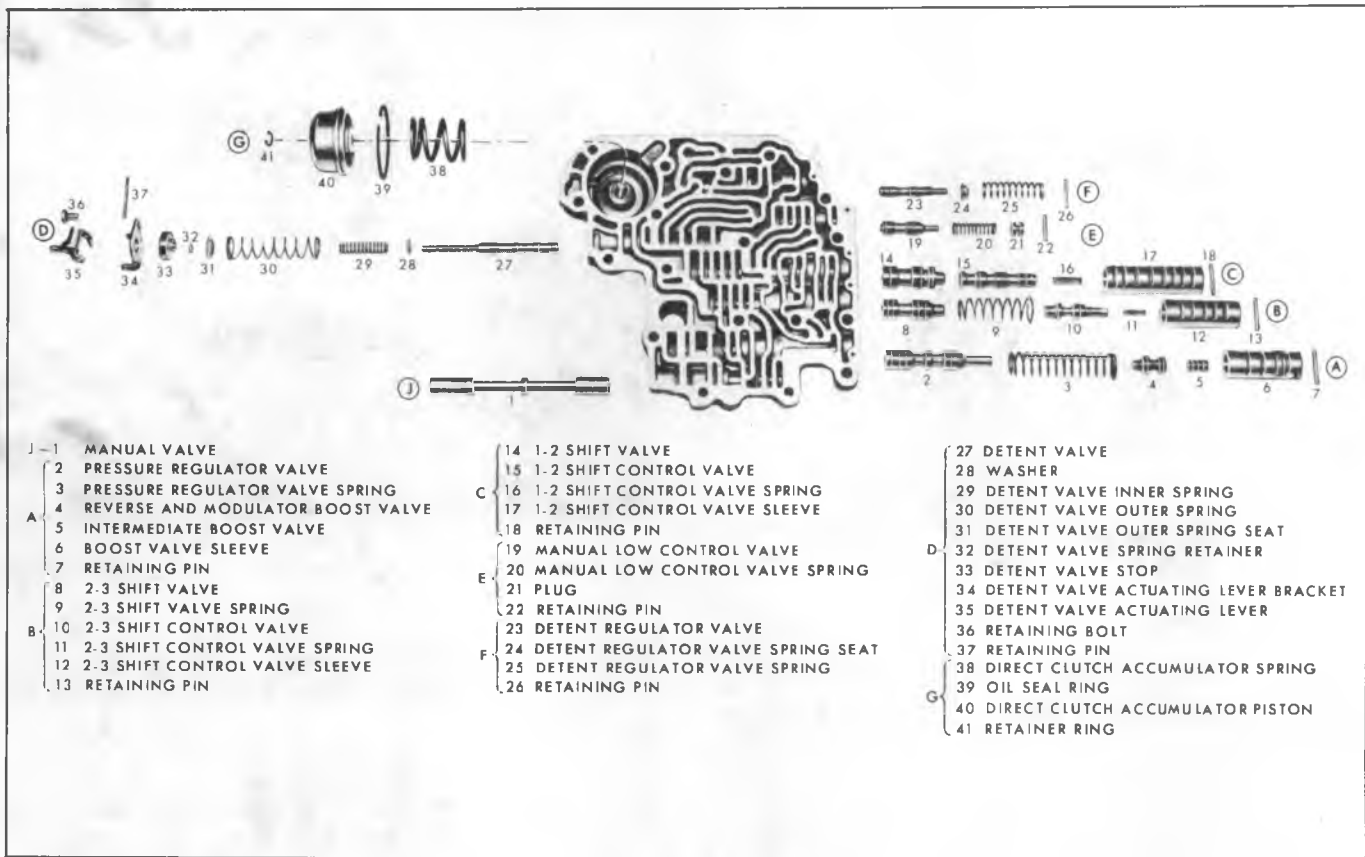 G
41
40
39
38
37
36
D
35
34
33
32
31
30
29
28
27
23
24
25
26
F
19
20
21
22
E
14
15
16
17
18
C
8
9
10
11
12
13
B
2
3
4
5
6
7
A
J
1
J - 1 MANUAL VALVE
2 PRESSURE REGULATOR VALVE
3 PRESSURE REGULATOR VALVE SPRING
A 4 REVERSE AND MODULATOR BOOST VALVE
5 INTERMEDIATE BOOST VALVE
6 BOOST VALVE SLEEVE
7 RETAINING PIN
8 2-3 SHIFT VALVE
9 2-3 SHIFT VALVE SPRING
B 10 2-3 SHIFT CONTROL VALVE
11 2-3 SHIFT CONTROL VALVE SPRING
12 2-3 SHIFT CONTROL VALVE SLEEVE
13 RETAINING PIN
14 1-2 SHIFT VALVE
15 1-2 SHIFT CONTROL VALVE
C 16 1-2 SHIFT CONTROL VALVE SPRING
17 1-2 SHIFT CONTROL VALVE SLEEVE
18 RETAINING PIN
19 MANUAL LOW CONTROL VALVE
E 20 MANUAL LOW CONTROL VALVE SPRING
21 PLUG
22 RETAINING PIN
23 DETENT REGULATOR VALVE
F 24 DETENT REGULATOR VALVE SPRING SEAT
25 DETENT REGULATOR VALVE SPRING
26 RETAINING PIN
27 DETENT VALVE
28 WASHER
29 DETENT VALVE INNER SPRING
30 DETENT VALVE OUTER SPRING
31 DETENT VALVE OUTER SPRING SEAT
D 32 DETENT VALVE SPRING RETAINER
33 DETENT VALVE STOP
34 DETENT VALVE ACTUATING LEVER BRACKET
35 DETENT VALVE ACTUATING LEVER
36 RETAINING BOLT
37 RETAINING PIN
38 DIRECT CLUTCH ACCUMULATOR SPRING
G 39 OIL SEAL RING
40 DIRECT CLUTCH ACCUMULATOR PISTON
41 RETAINER RING